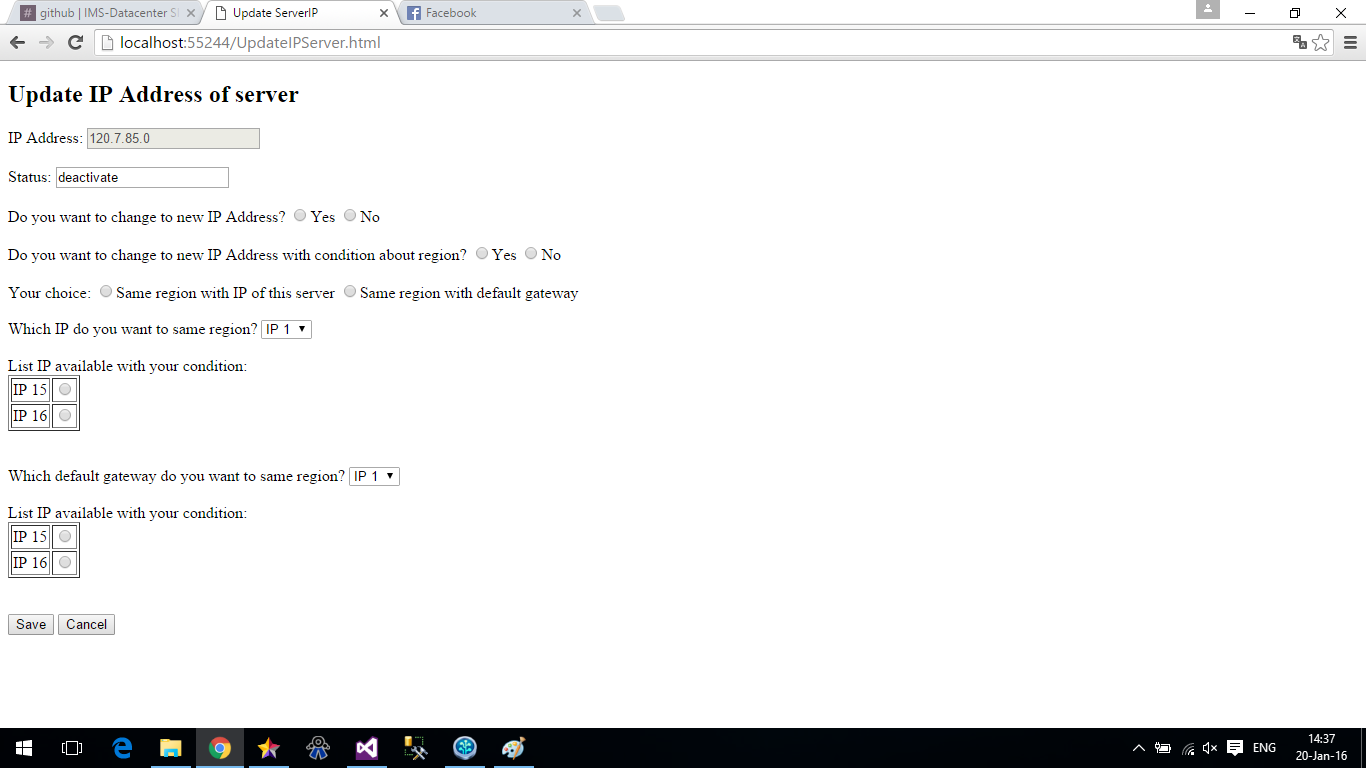 github | IMS-Datacenter
Update ServerIP
Facebook
localhost:55244/UpdateIPServer.html
Update IP Address of server
IP Address: 120.7.85.0
Status: deactivate
Do you want to change to new IP Address? Yes No
Do you want to change to new IP Address with condition about region? Yes No
Your choice: Same region with IP of this server Same region with default gateway
Which IP do you want to same region? IP 1
List IP available with your condition:
IP 15
IP 16
Which default gateway do you want to same region? IP 1
List IP available with your condition:
IP 15
IP 16
Save Cancel
ENG
14:37
20-Jan-16